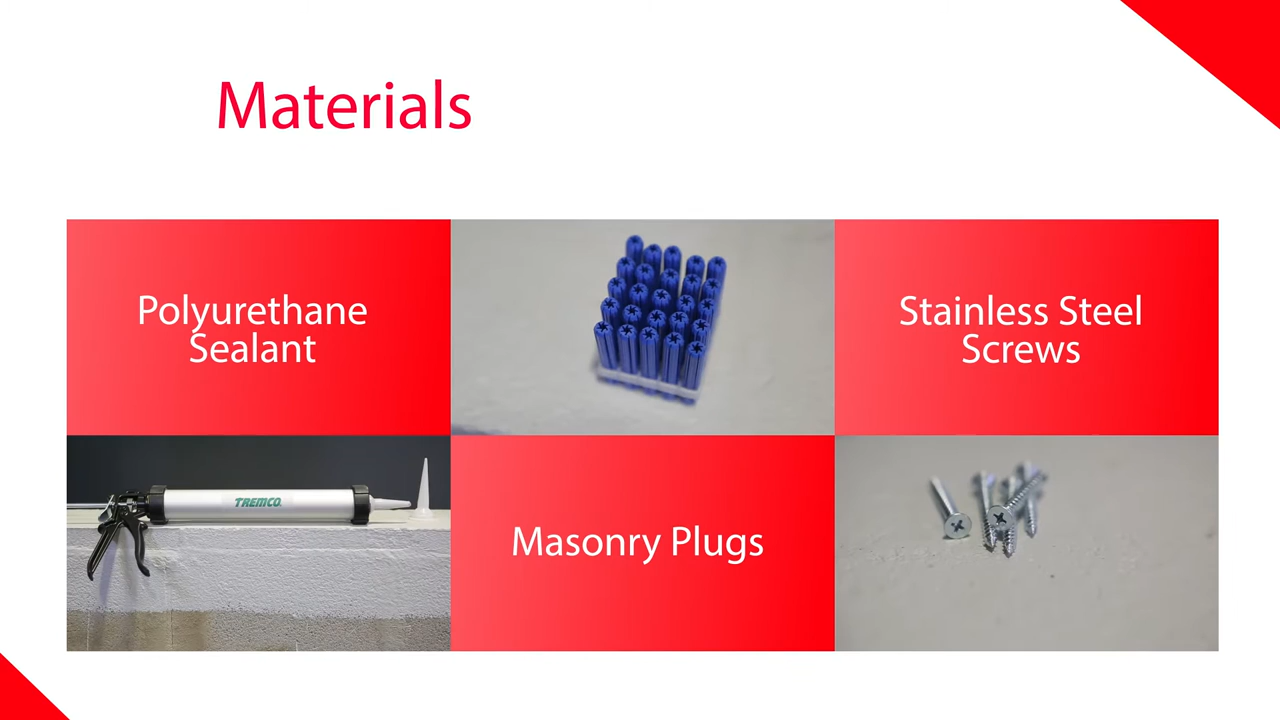 Materials
Polyurethane
Sealant
Stainless Steel
Screws
TREMCO
Masonry Plugs